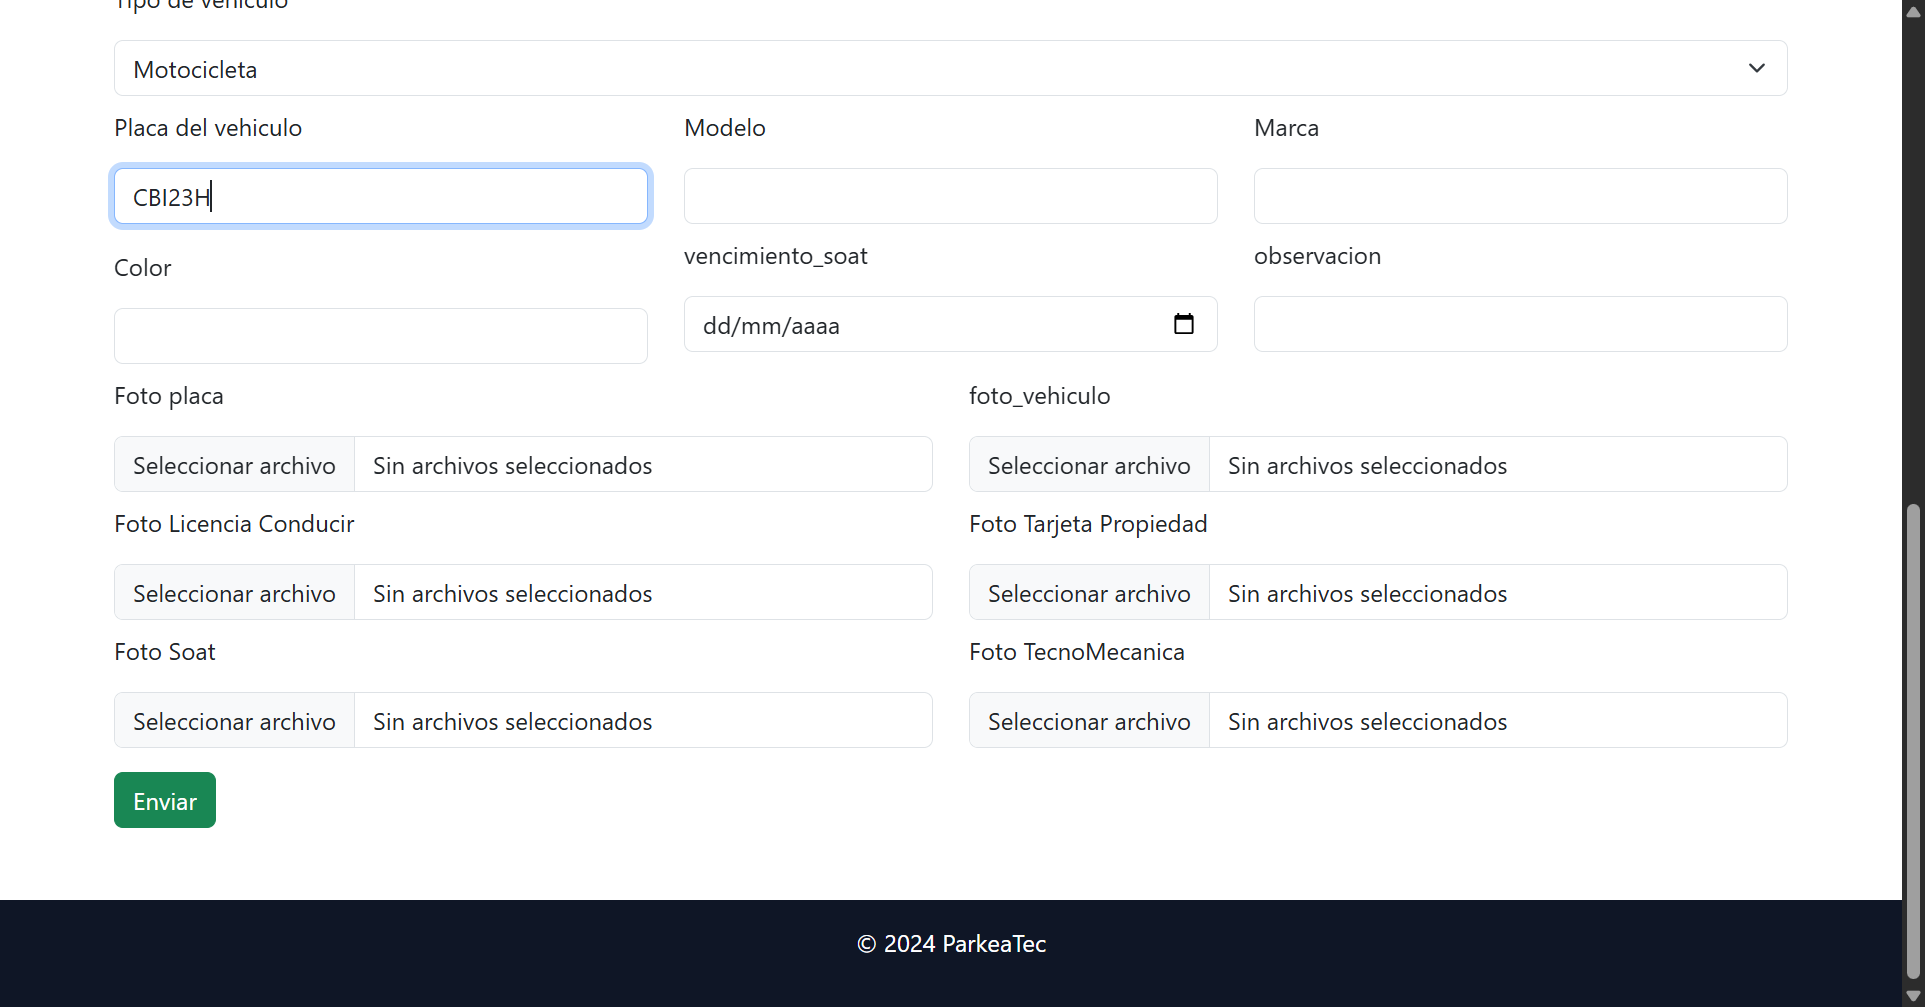 Tipo de vehiculo
Motocicleta
Placa del vehiculo
Modelo
Marca
CBI23H
Color
vencimiento_soat
observacion
dd/mm/aaaa
Foto placa
foto_vehiculo
Seleccionar archivo Sin archivos seleccionados
Seleccionar archivo Sin archivos seleccionados
Foto Licencia Conducir
Foto Tarjeta Propiedad
Seleccionar archivo Sin archivos seleccionados
Seleccionar archivo Sin archivos seleccionados
Foto Soat
Foto TecnoMecanica
Seleccionar archivo Sin archivos seleccionados
Seleccionar archivo Sin archivos seleccionados
Enviar
© 2024 ParkeaTec